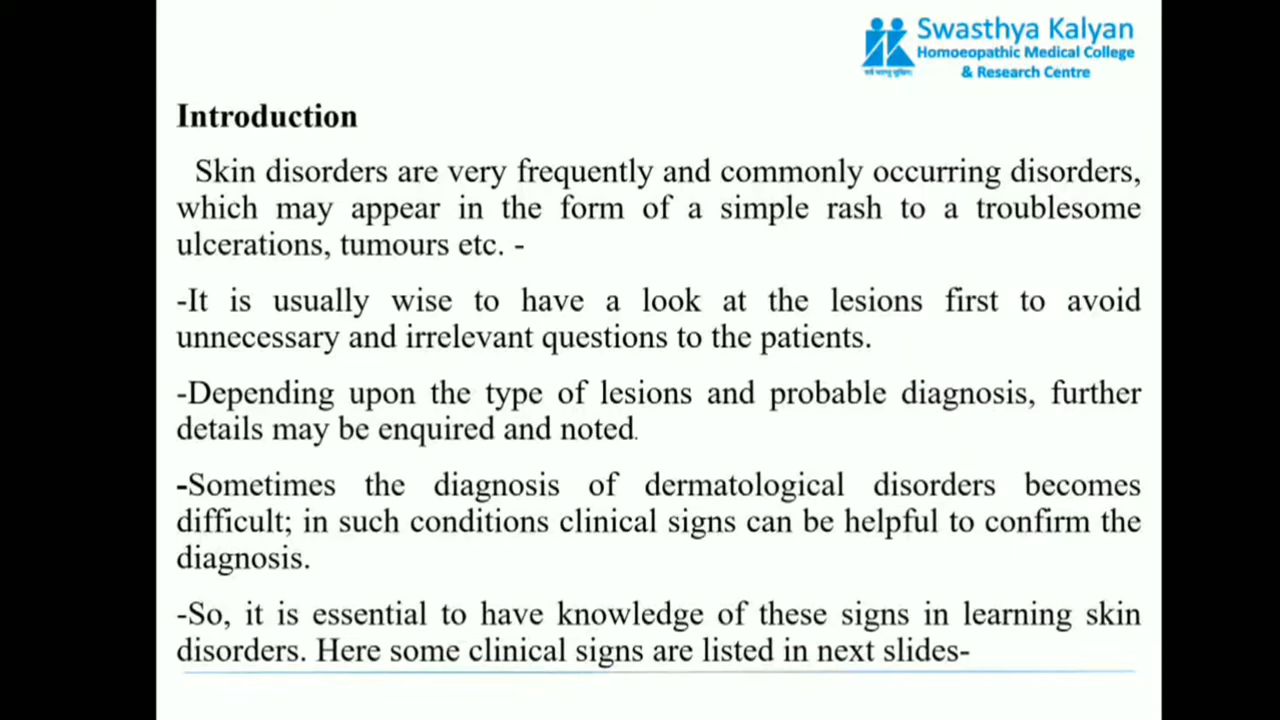 Swasthya Kalyan
Homoeopathic Medical College
& Research Centre
Introduction
Skin disorders are very frequently and commonly occurring disorders,
which may appear in the form of a simple rash to a troublesome
ulcerations, tumours etc. -
-It is usually wise to have a look at the lesions first to avoid
unnecessary and irrelevant questions to the patients.
-Depending upon the type of lesions and probable diagnosis, further
details may be enquired and noted.
-Sometimes the diagnosis of dermatological disorders becomes
difficult; in such conditions clinical signs can be helpful to confirm the
diagnosis.
-So, it is essential to have knowledge of these signs in learning skin
disorders. Here some clinical signs are listed in next slides-